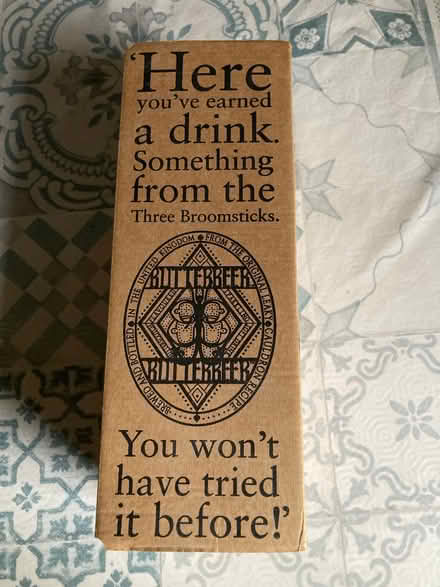 ‘Here
you’ve earned
a drink.
Something
from the
Three Broomsticks.
BREWED AND BOTTLED IN THE UNITED KINGDOM • FROM THE ORIGINAL LEAKY CAULDRON RECIPE
BUTTERBEER
BUTTERBEER
You won’t
have tried
it before!’